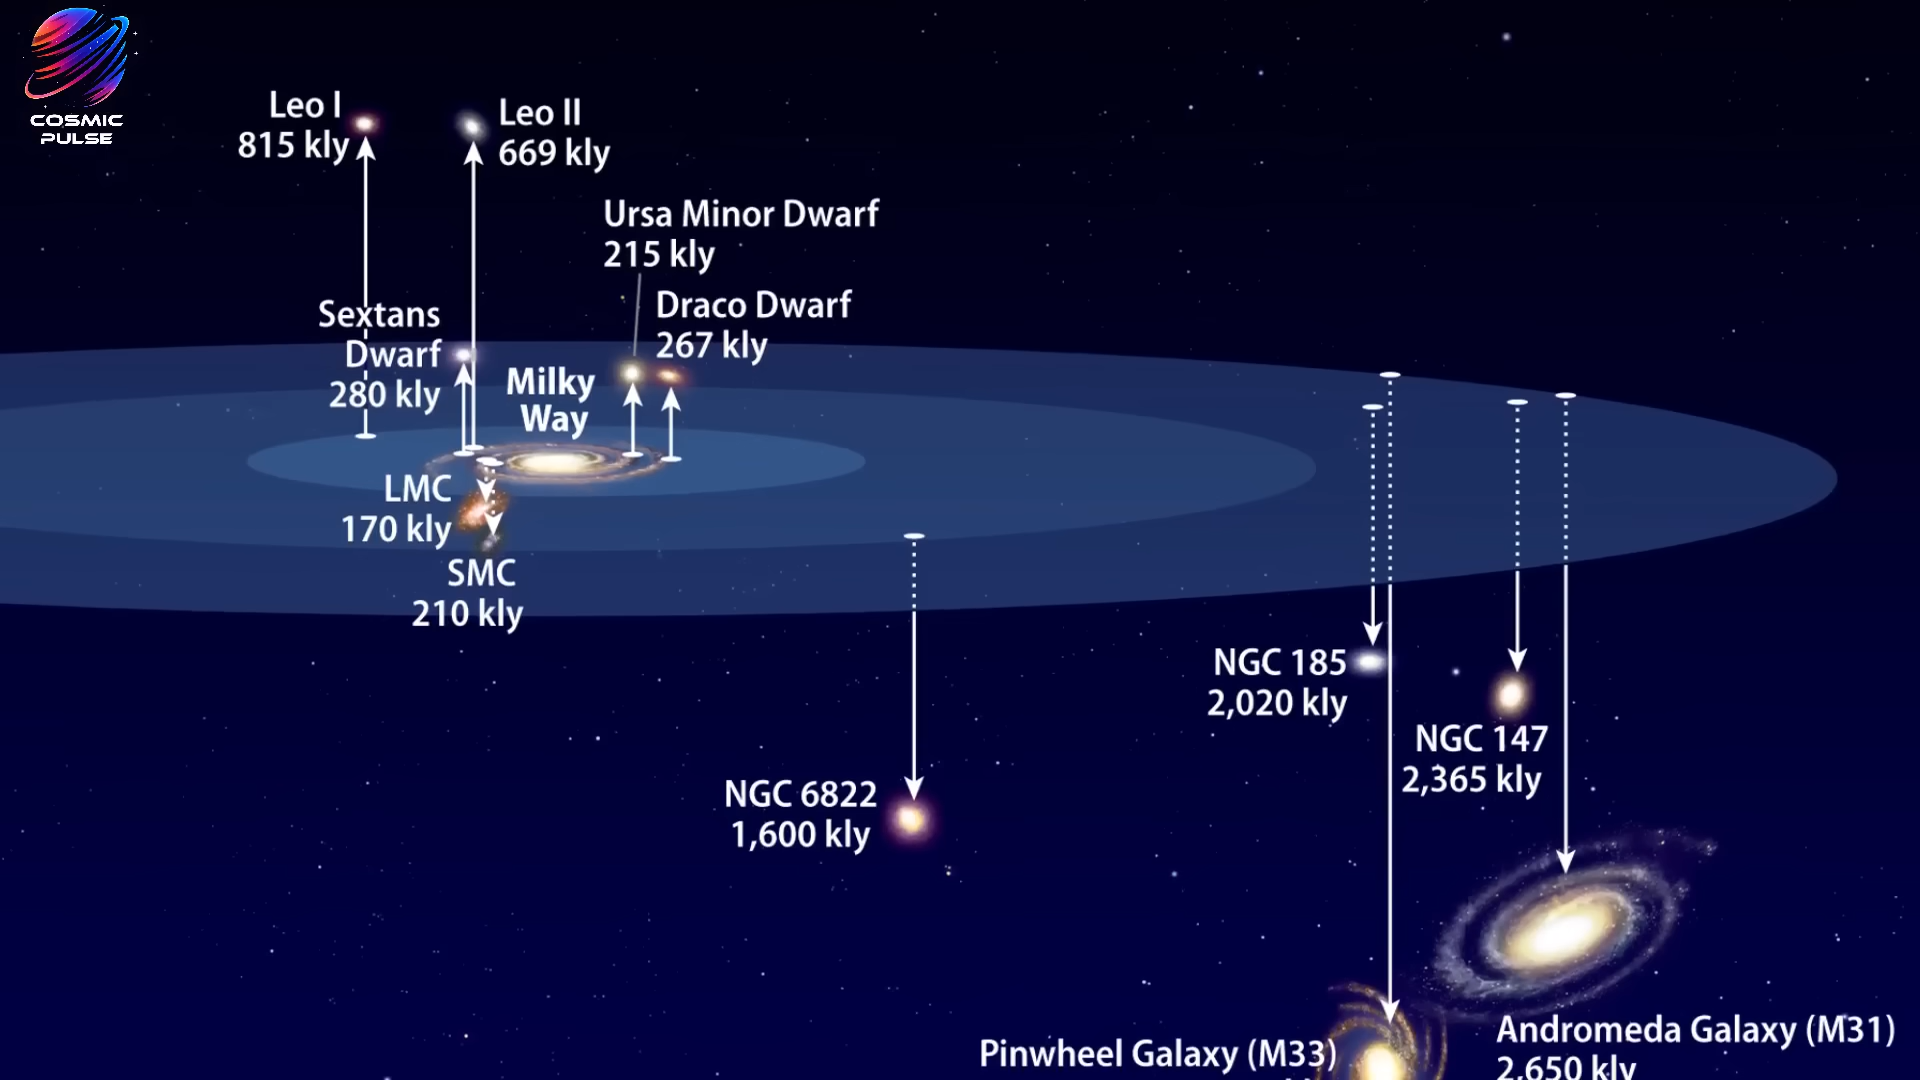 COSMIC
PULSE
Leo I
815 kly
Leo II
669 kly
Ursa Minor Dwarf
215 kly
Draco Dwarf
267 kly
Sextans
Dwarf
280 kly
Milky
Way
LMC
170 kly
SMC
210 kly
NGC 6822
1,600 kly
NGC 185
2,020 kly
NGC 147
2,365 kly
Andromeda Galaxy (M31)
2,650 kly
Pinwheel Galaxy (M33)